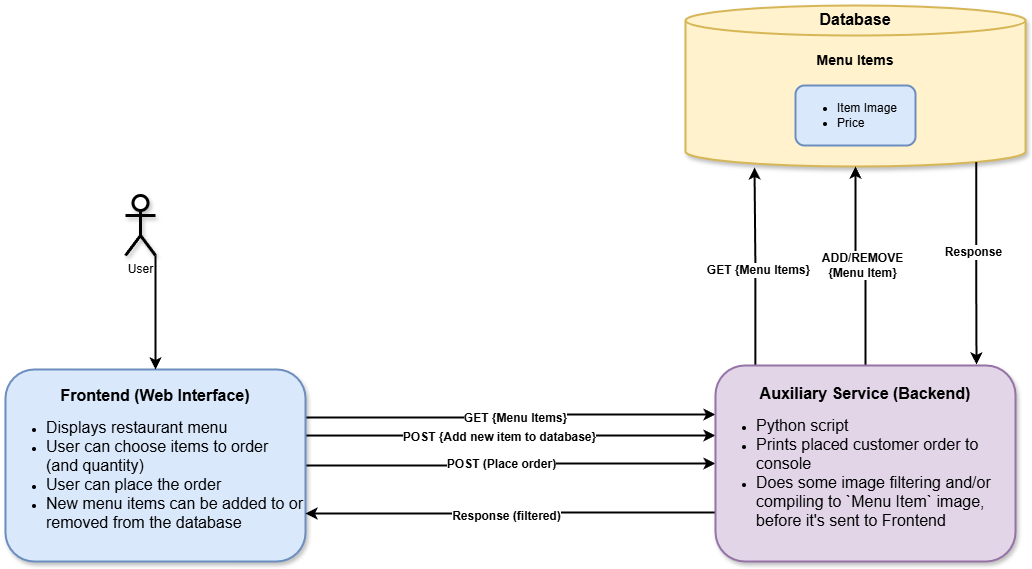 Database
Menu Items
Item Image
Price
User
GET {Menu Items}
ADD/REMOVE
{Menu Item}
Response
Frontend (Web Interface)
Displays restaurant menu
User can choose items to order
(and quantity)
User can place the order
New menu items can be added to or
removed from the database
GET {Menu Items}
POST {Add new item to database}
POST (Place order)
Response (filtered)
Auxiliary Service (Backend)
Python script
Prints placed customer order to
console
Does some image filtering and/or
compiling to `Menu Item` image,
before it's sent to Frontend